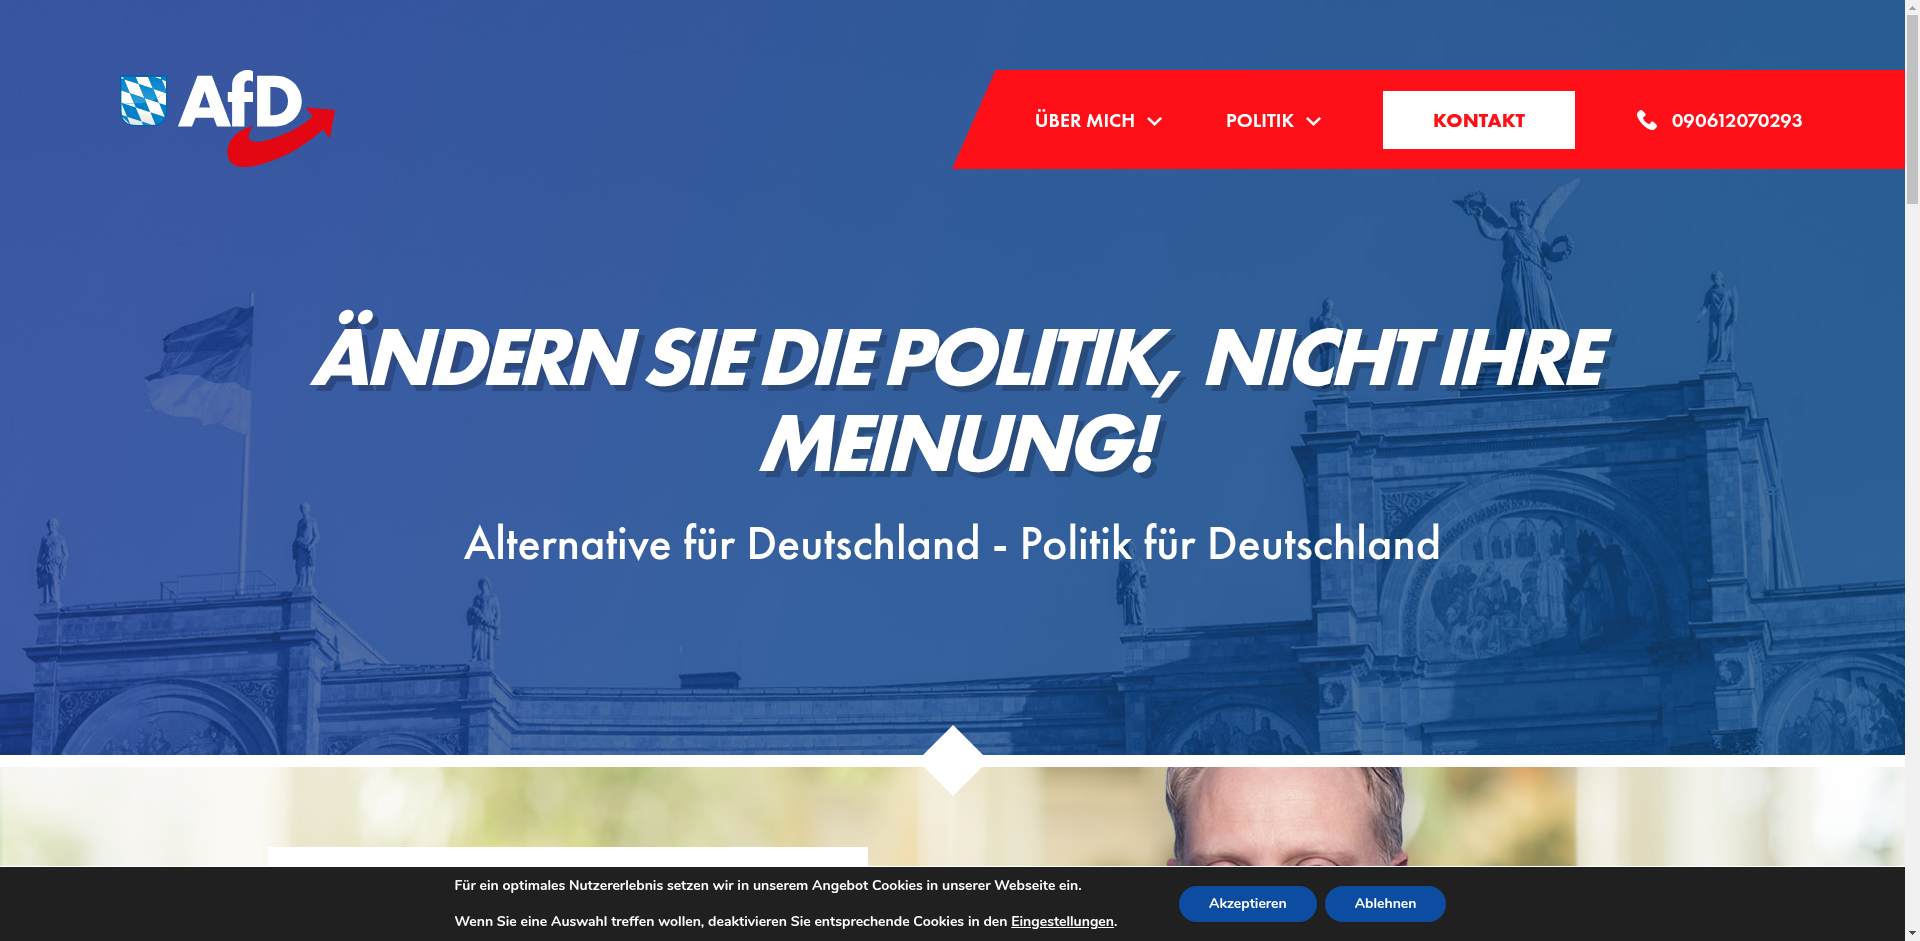 AfD
ÜBER MICH
POLITIK
KONTAKT
090612070293
ÄNDERN SIE DIE POLITIK, NICHT IHRE
MEINUNG!
Alternative für Deutschland - Politik für Deutschland
Für ein optimales Nutzererlebnis setzen wir in unserem Angebot Cookies in unserer Webseite ein.
Wenn Sie eine Auswahl treffen wollen, deaktivieren Sie entsprechende Cookies in den Eingestellungen.
Akzeptieren
Ablehnen